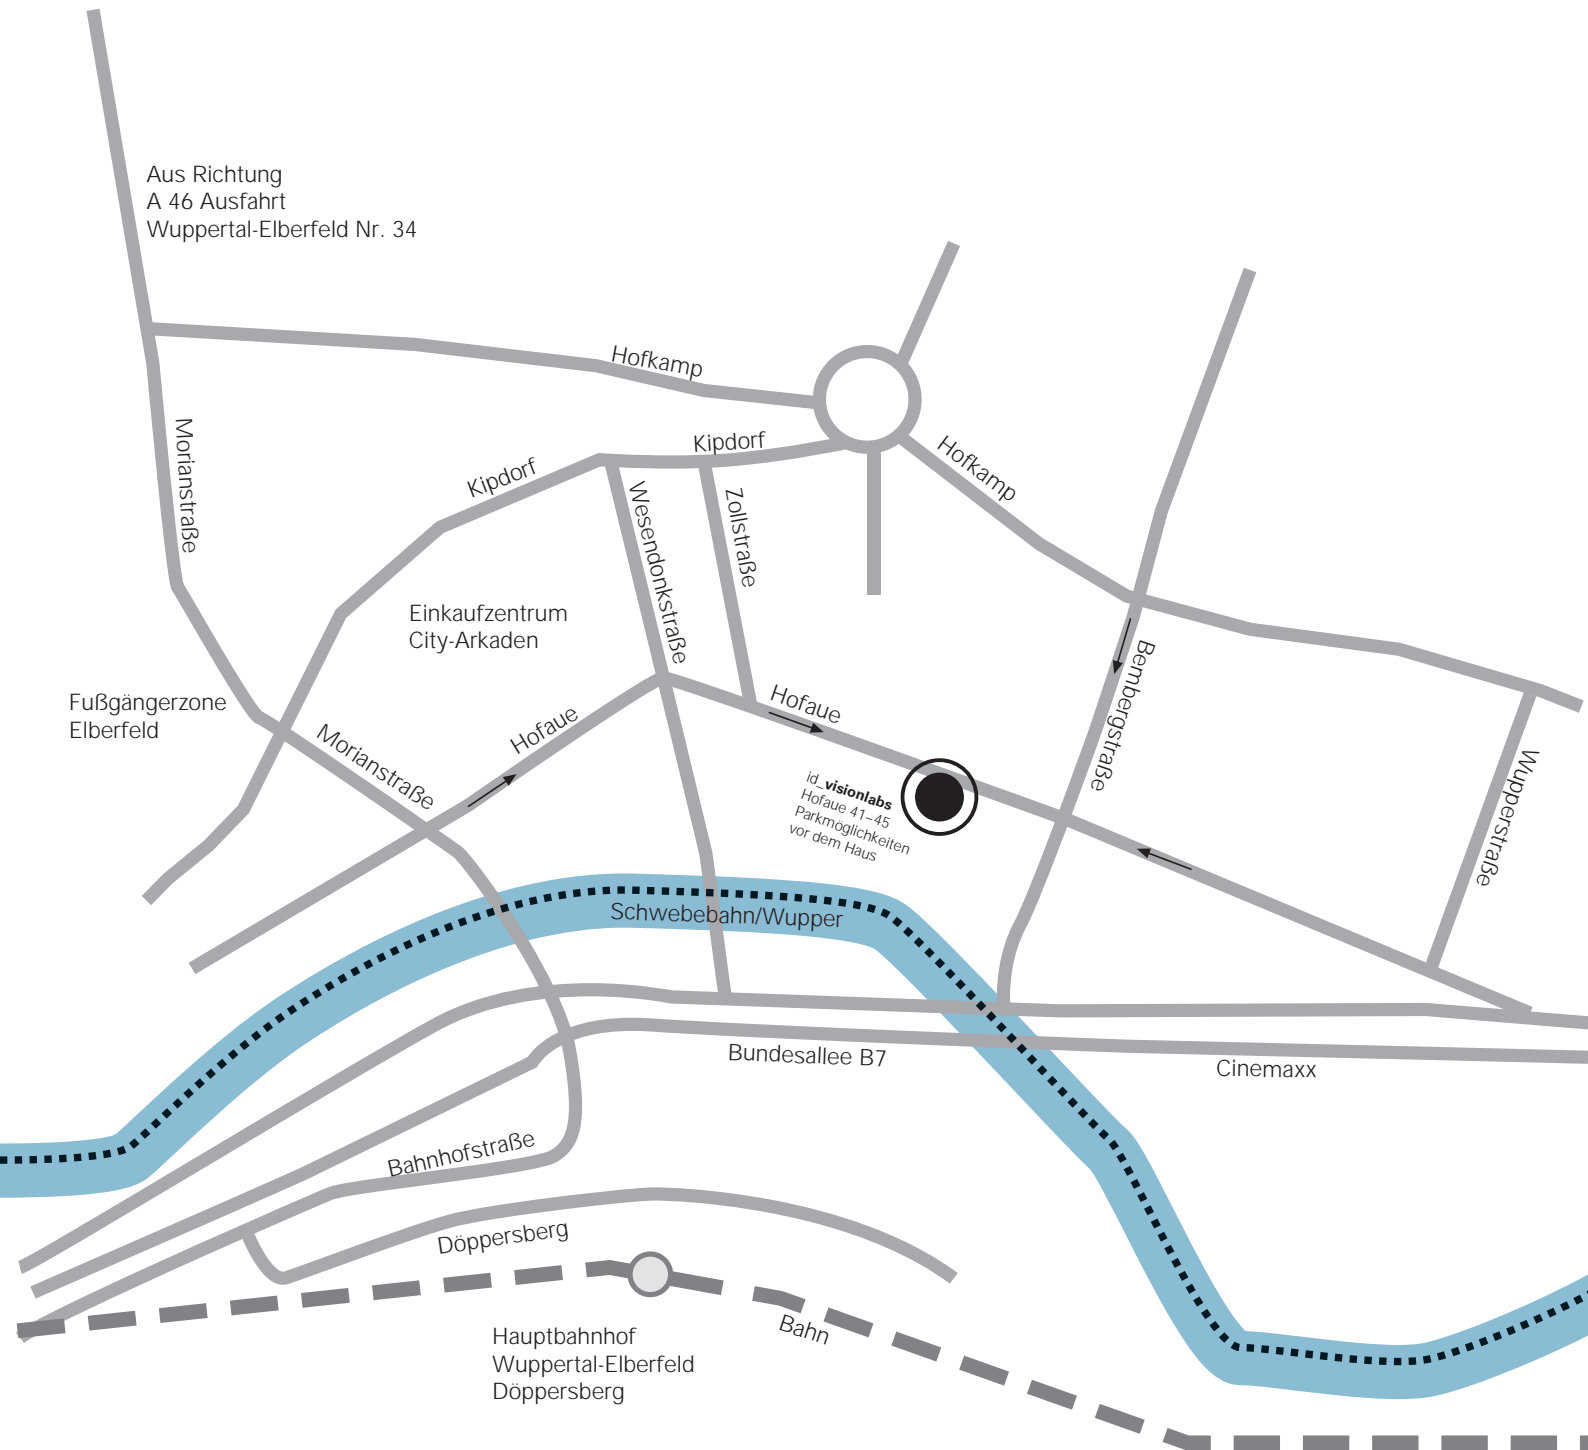 Aus Richtung
A 46 Ausfahrt
Wuppertal-Elberfeld Nr. 34
Hofkamp
Morianstraße
Kipdorf
Kipdorf
Hofkamp
Wesendonkstraße
Zollstraße
Einkaufzentrum
City-Arkaden
Fußgängerzone
Elberfeld
Morianstraße
Hofaue
Hofaue
Bembergstraße
Wupperstraße
id_visionlabs
Hofaue 41–45
Parkmöglichkeiten
vor dem Haus
Schwebebahn/Wupper
Bundesallee B7
Cinemaxx
Bahnhofstraße
Döppersberg
Bahn
Hauptbahnhof
Wuppertal-Elberfeld
Döppersberg